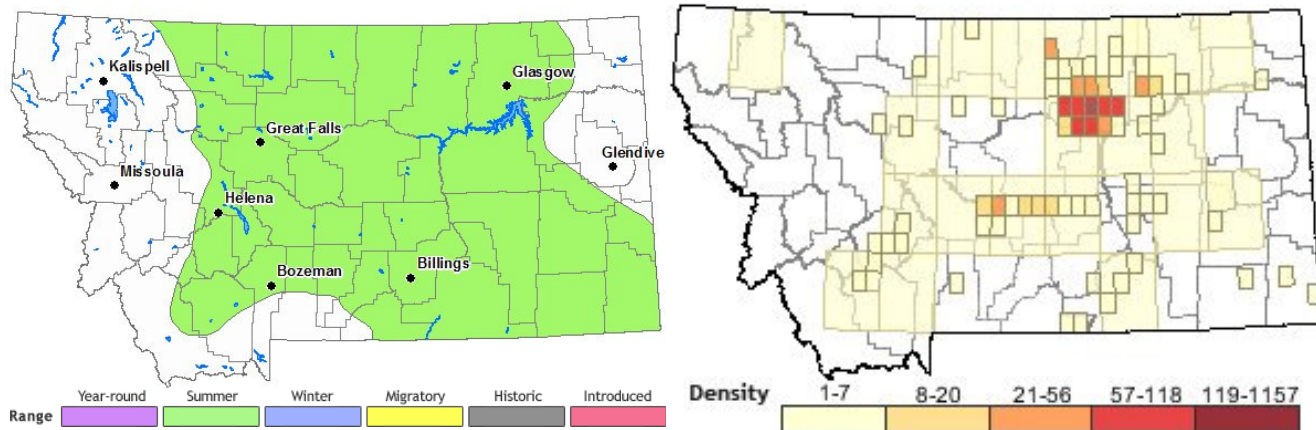 Kalispell
Glasgow
Great Falls
Glendive
Missoula
Helena
Bozeman
Billings
Range Year-round Summer Winter Migratory Historic Introduced
Density 1-7 8-20 21-56 57-118 119-1157